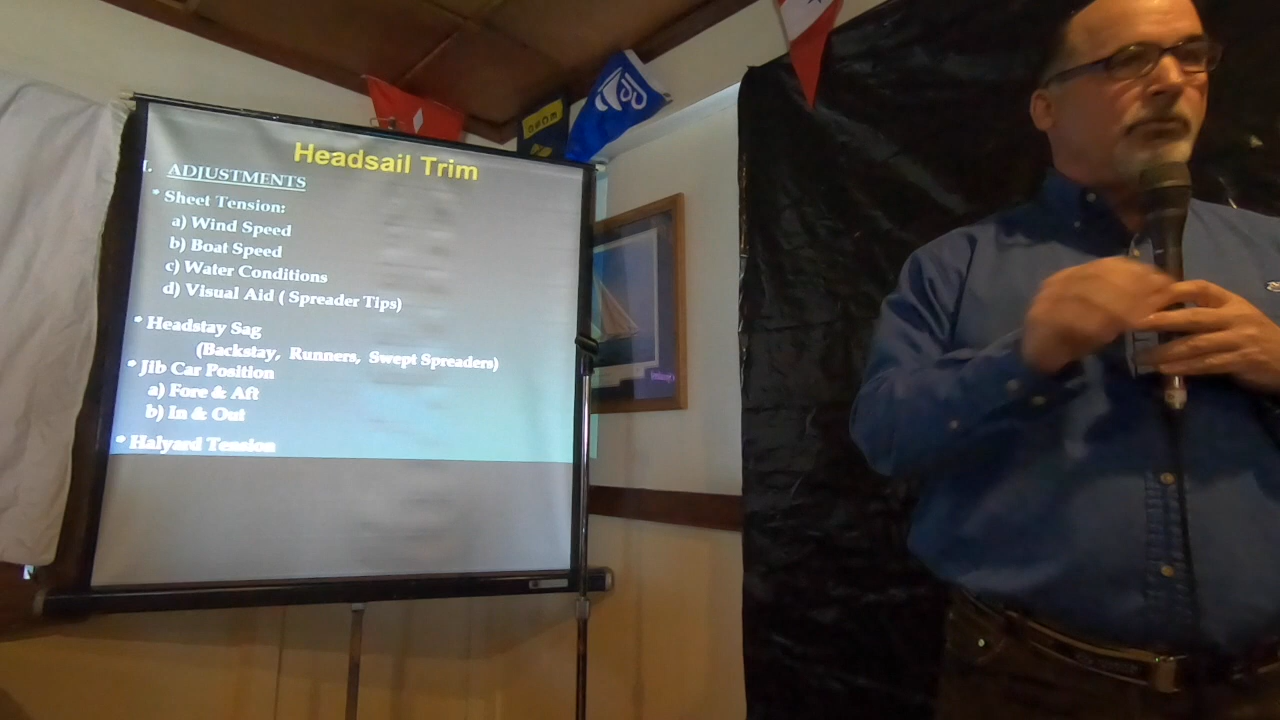 Headsail Trim
I. ADJUSTMENTS
* Sheet Tension:
a) Wind Speed
b) Boat Speed
c) Water Conditions
d) Visual Aid ( Spreader Tips)
* Headstay Sag
(Backstay, Runners, Swept Spreaders)
* Jib Car Position
a) Fore & Aft
b) In & Out
* Halyard Tension